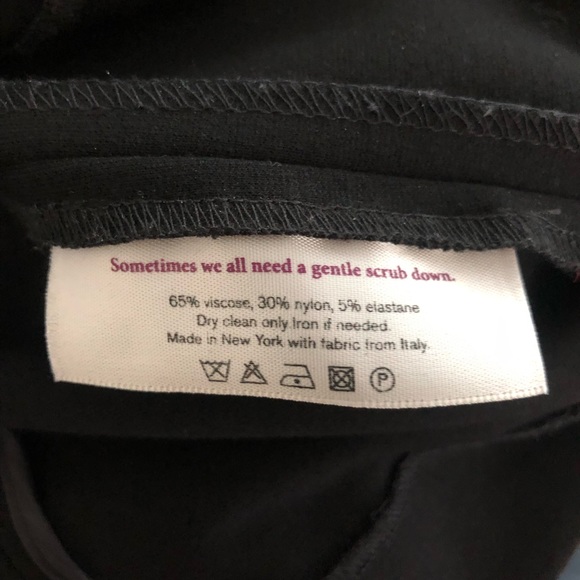 Sometimes we all need a gentle scrub down.
65% viscose, 30% nylon, 5% elastane
Dry clean only.Iron if needed.
Made in New York with fabric from Italy.
P